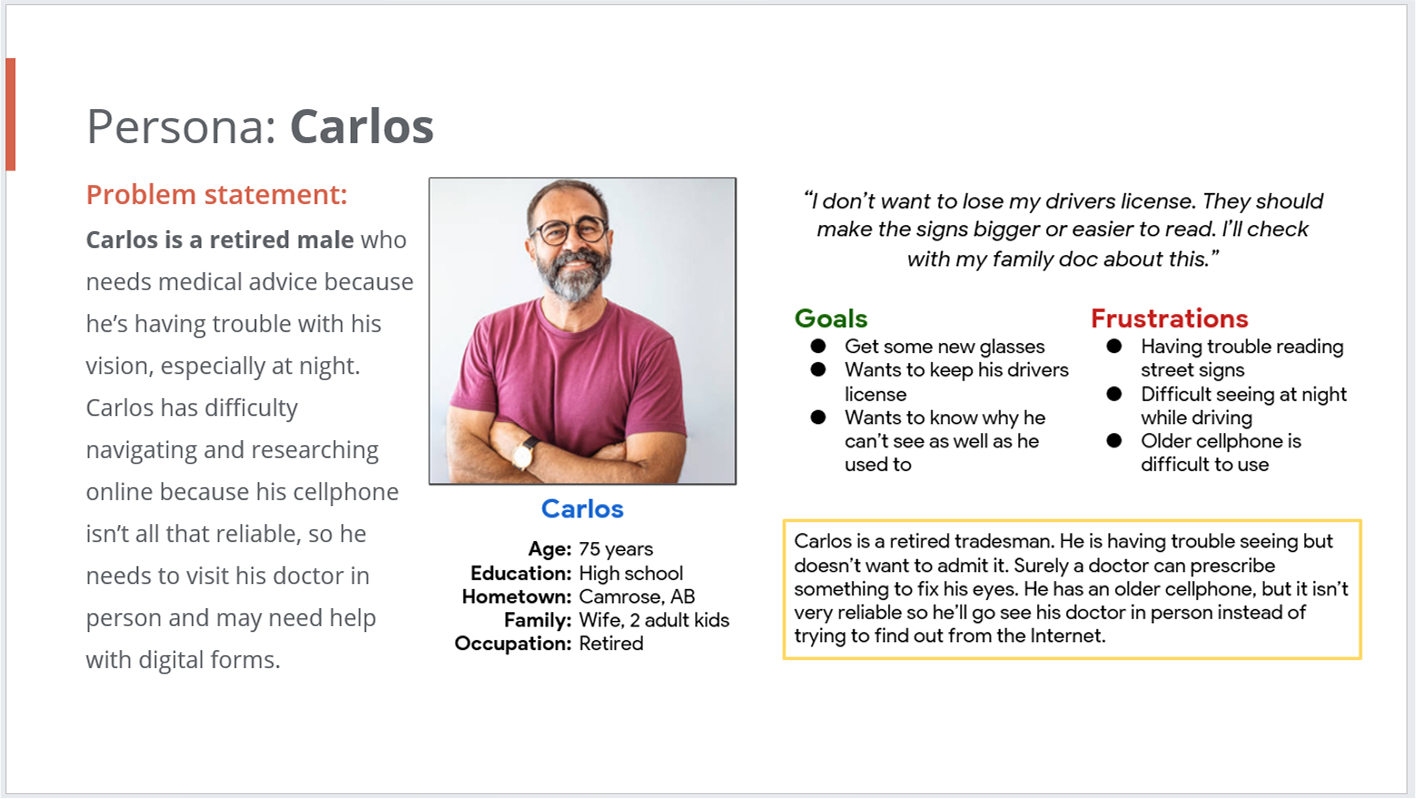 Persona: Carlos
Problem statement:
Carlos is a retired male who
needs medical advice because
he’s having trouble with his
vision, especially at night.
Carlos has difficulty
navigating and researching
online because his cellphone
isn’t all that reliable, so he
needs to visit his doctor in
person and may need help
with digital forms.
Carlos
Age: 75 years
Education: High school
Hometown: Camrose, AB
Family: Wife, 2 adult kids
Occupation: Retired
“I don’t want to lose my drivers license. They should
make the signs bigger or easier to read. I’ll check
with my family doc about this.”
Goals
● Get some new glasses
● Wants to keep his drivers
license
● Wants to know why he
can’t see as well as he
used to
Frustrations
● Having trouble reading
street signs
● Difficult seeing at night
while driving
● Older cellphone is
difficult to use
Carlos is a retired tradesman. He is having trouble seeing but
doesn’t want to admit it. Surely a doctor can prescribe
something to fix his eyes. He has an older cellphone, but it isn’t
very reliable so he’ll go see his doctor in person instead of
trying to find out from the Internet.